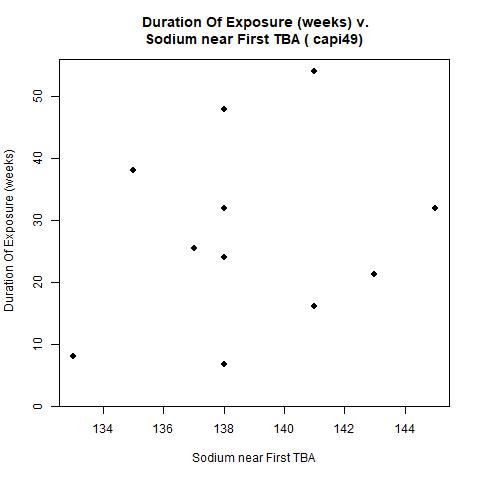 Duration Of Exposure (weeks) v.
Sodium near First TBA ( capi49)
Duration Of Exposure (weeks)
50
40
30
20
10
0
134 136 138 140 142 144
Sodium near First TBA